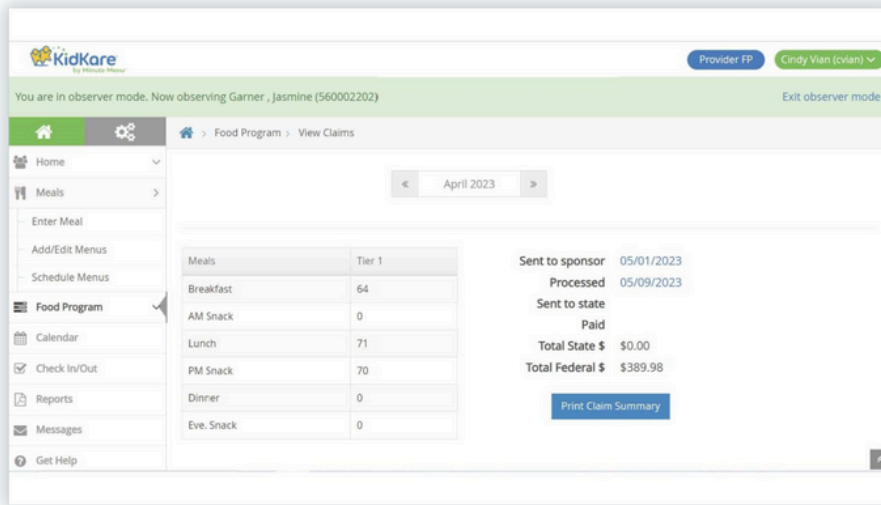 KidKare
by Minute Menu
Provider FP
Cindy Vian (cvian)
You are in observer mode. Now observing Garner , Jasmine (560002202)
Exit observer mode
> Food Program > View Claims
Home
Meals
Enter Meal
Add/Edit Menus
Schedule Menus
Food Program
Calendar
Check In/Out
Reports
Messages
Get Help
« April 2023 »
Meals Tier 1
Breakfast 64
AM Snack 0
Lunch 71
PM Snack 70
Dinner 0
Eve. Snack 0
Sent to sponsor 05/01/2023
Processed 05/09/2023
Sent to state
Paid
Total State $ $0.00
Total Federal $ $389.98
Print Claim Summary